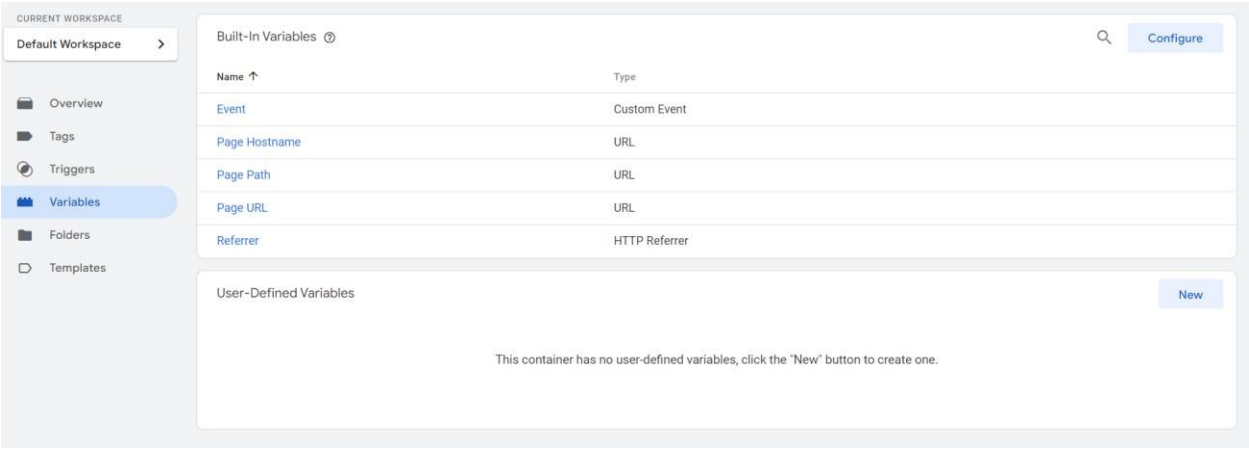 CURRENT WORKSPACE
Default Workspace
Overview
Tags
Triggers
Variables
Folders
Templates
Built-In Variables
Configure
Name Type
Event Custom Event
Page Hostname URL
Page Path URL
Page URL URL
Referrer HTTP Referrer
User-Defined Variables
New
This container has no user-defined variables, click the "New" button to create one.